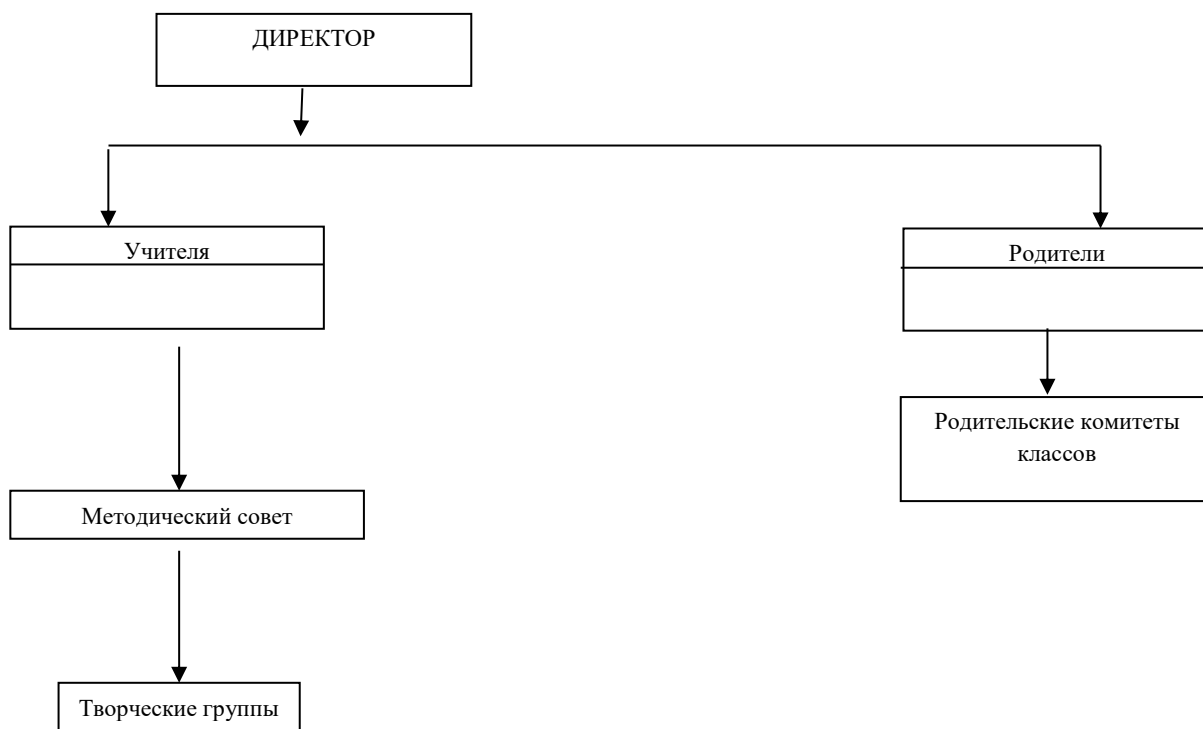 ДИРЕКТОР
Учителя
Родители
Родительские комитеты
классов
Методический совет
Творческие группы